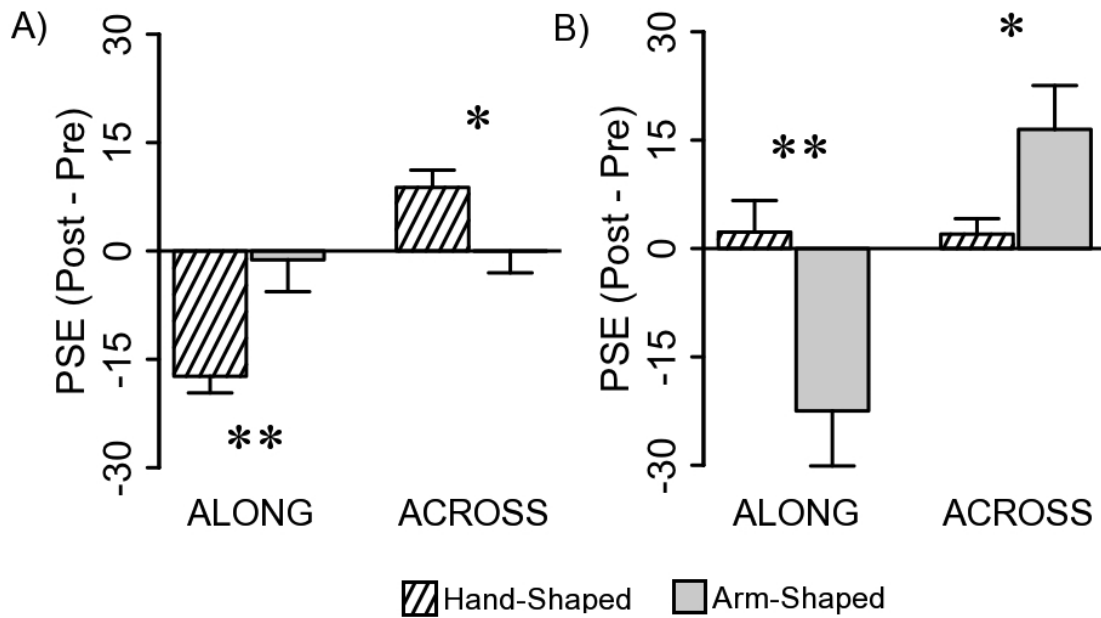 A)
PSE (Post - Pre)
30
15
0
-15
-30
*
**
ALONG
ACROSS
B)
PSE (Post - Pre)
30
15
0
-15
-30
*
**
ALONG
ACROSS
Hand-Shaped
Arm-Shaped